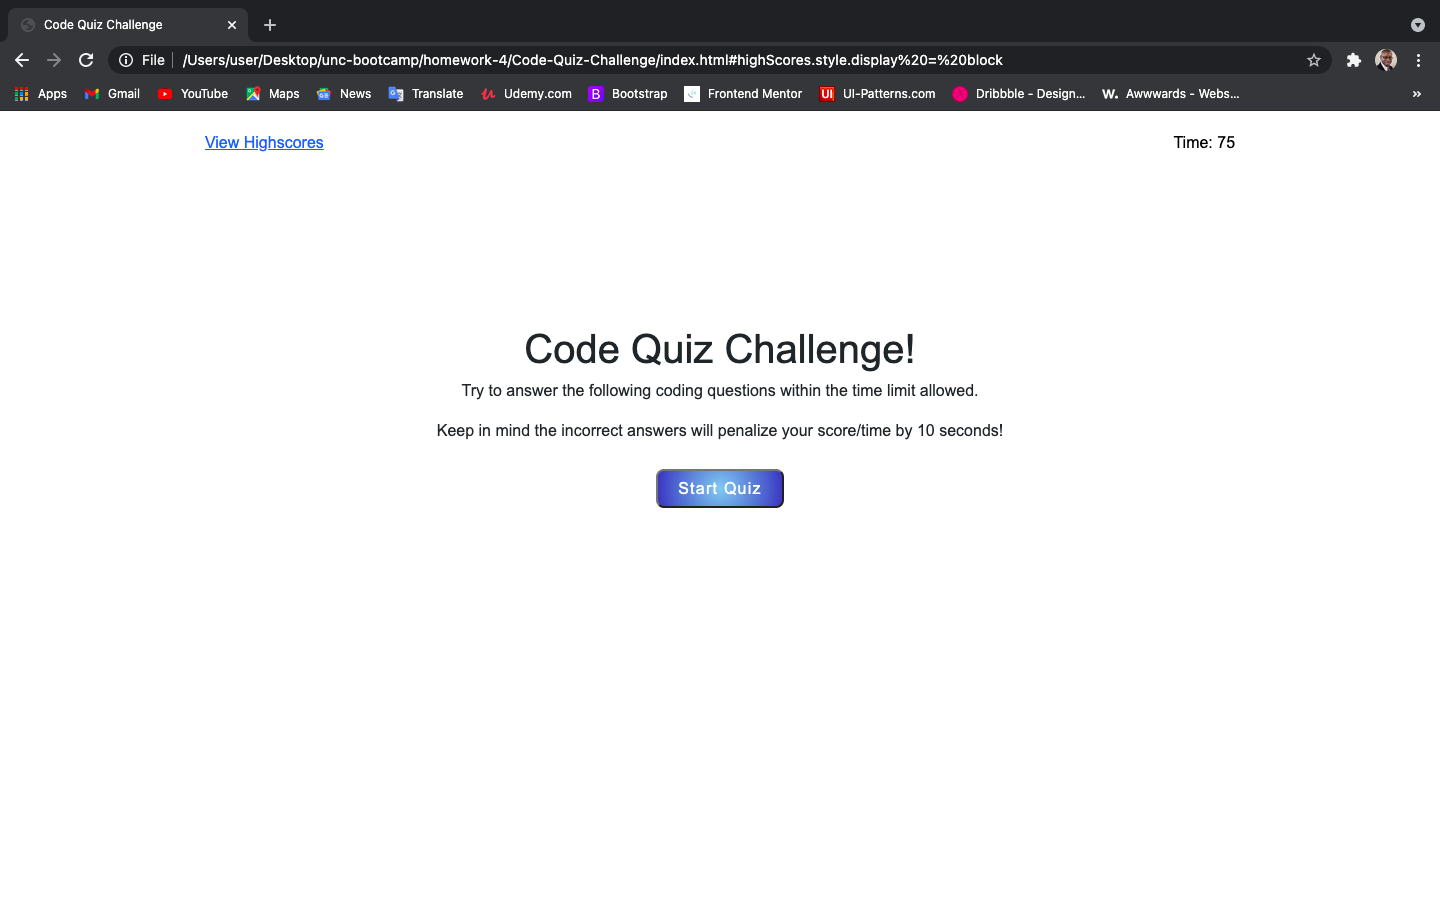 Code Quiz Challenge
File /Users/user/Desktop/unc-bootcamp/homework-4/Code-Quiz-Challenge/index.html#highScores.style.display%20=%20block
Apps Gmail YouTube Maps News Translate Udemy.com B Bootstrap Frontend Mentor UI UI-Patterns.com Dribbble - Design... W. Awwwards - Webs... »
View Highscores Time: 75
Code Quiz Challenge!
Try to answer the following coding questions within the time limit allowed.
Keep in mind the incorrect answers will penalize your score/time by 10 seconds!
Start Quiz